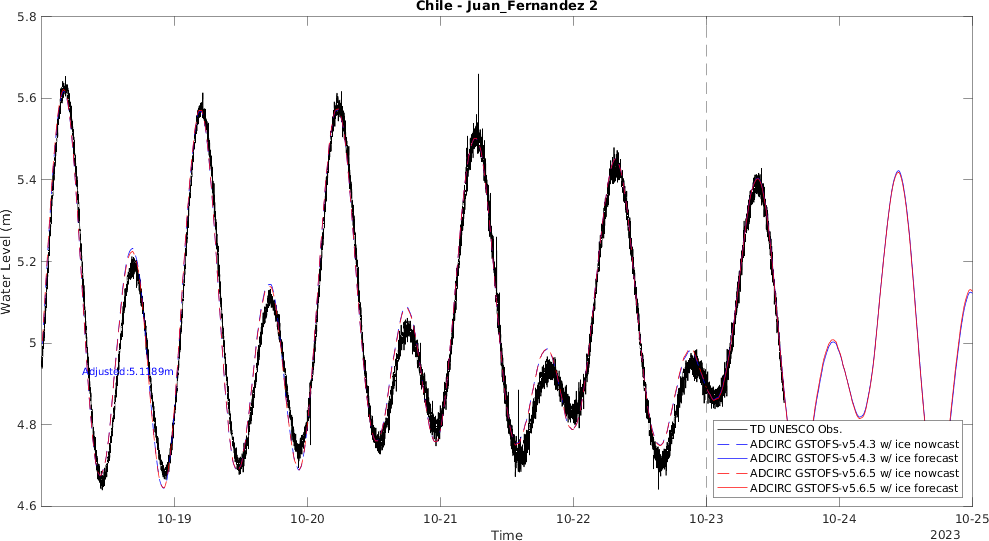 Chile - Juan_Fernandez 2
5.8
5.6
5.4
5.2
5
4.8
4.6
Water Level (m)
Adjusted:5.1189m
TD UNESCO Obs.
ADCIRC GSTOFS-v5.4.3 w/ ice nowcast
ADCIRC GSTOFS-v5.4.3 w/ ice forecast
ADCIRC GSTOFS-v5.6.5 w/ ice nowcast
ADCIRC GSTOFS-v5.6.5 w/ ice forecast
10-19 10-20 10-21 10-22 10-23 10-24 10-25
Time
2023